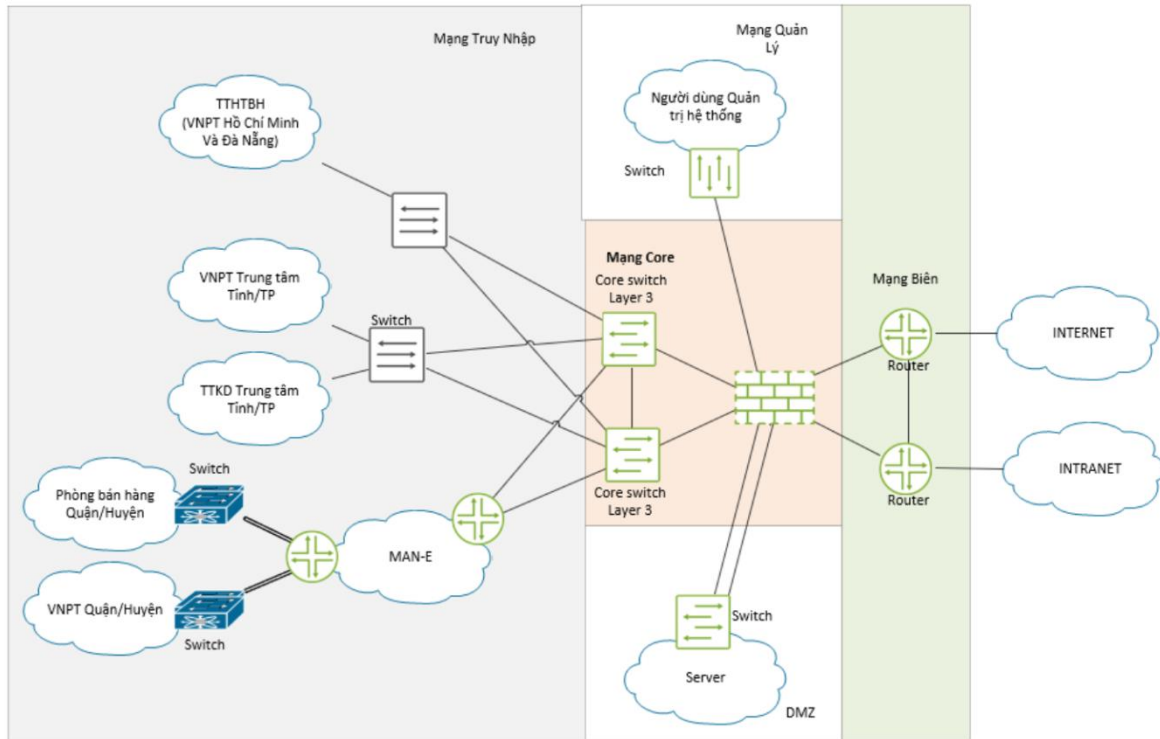 Mạng Truy Nhập
Mạng Quản
Lý
TTHTBH
(VNPT Hồ Chí Minh
Và Đà Nẵng)
Người dùng Quản
trị hệ thống
Switch
VNPT Trung tâm
Tỉnh/TP
Switch
TTKD Trung tâm
Tỉnh/TP
Mạng Core
Core switch
Layer 3
Core switch
Layer 3
Mạng Biên
Router
INTERNET
Router
INTRANET
Switch
Phòng bán hàng
Quận/Huyện
MAN-E
VNPT Quận/Huyện
Switch
Switch
Server
DMZ